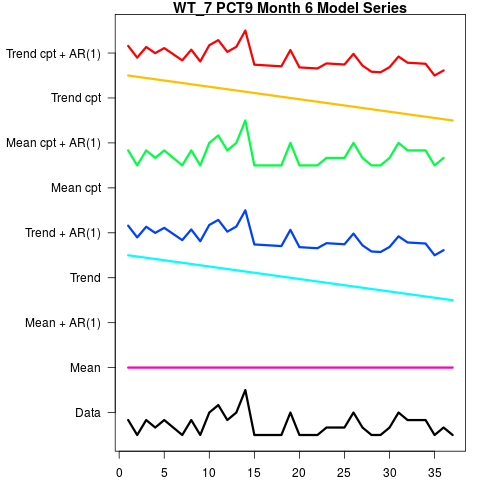 WT_7 PCT9 Month 6 Model Series
Trend cpt + AR(1)
Trend cpt
Mean cpt + AR(1)
Mean cpt
Trend + AR(1)
Trend
Mean + AR(1)
Mean
Data
0 5 10 15 20 25 30 35